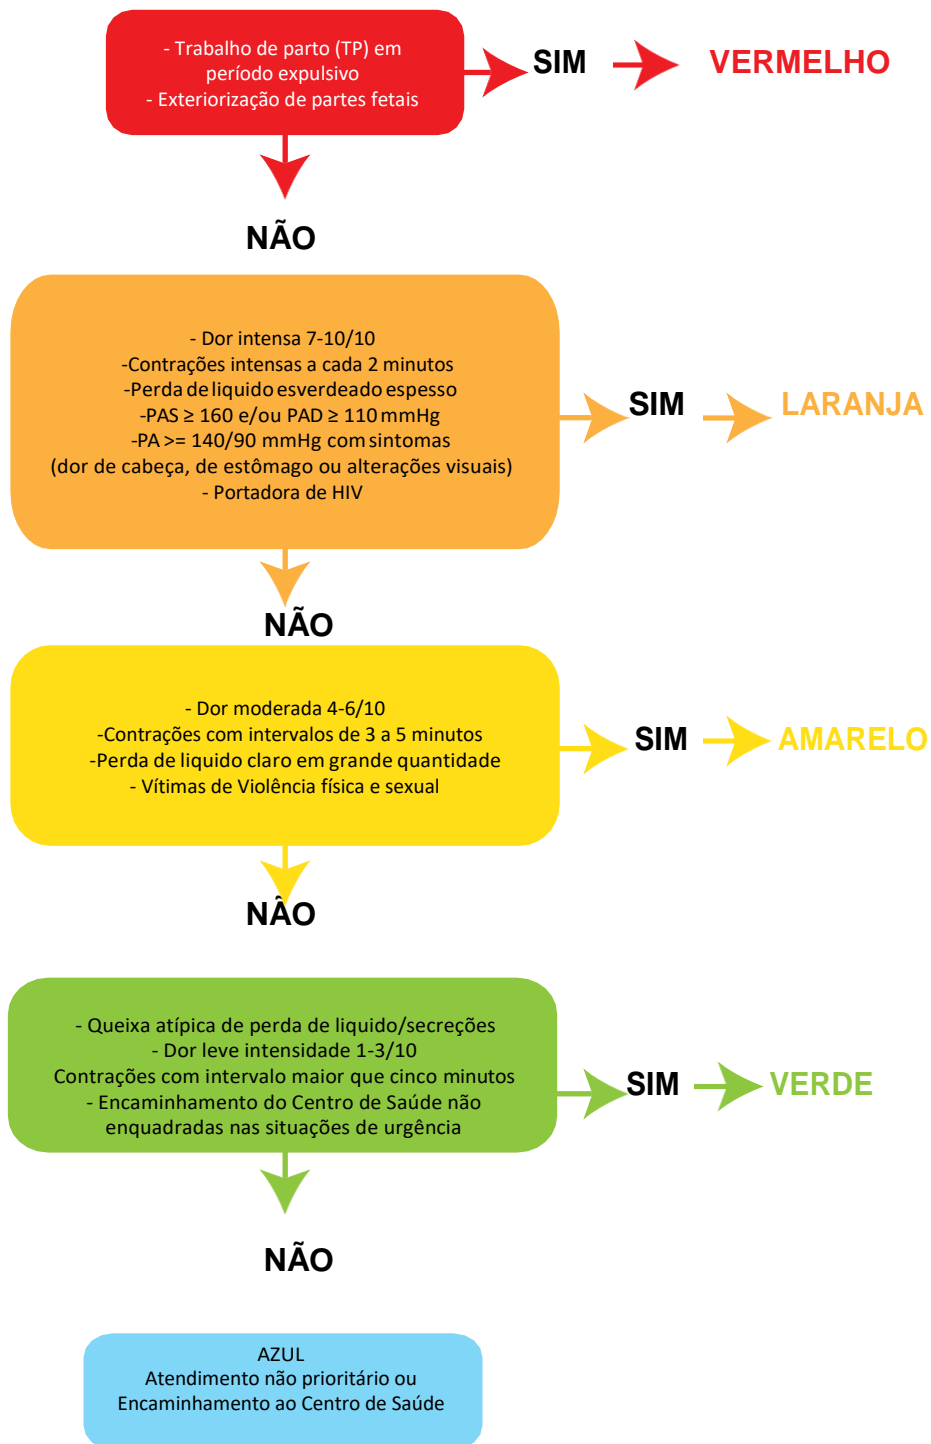 - Trabalho de parto (TP) em
período expulsivo
- Exteriorização de partes fetais
SIM
VERMELHO
NÃO
- Dor intensa 7-10/10
-Contrações intensas a cada 2 minutos
-Perda de liquido esverdeado espesso
-PAS ≥ 160 e/ou PAD ≥ 110 mmHg
-PA >= 140/90 mmHg com sintomas
(dor de cabeça, de estômago ou alterações visuais)
- Portadora de HIV
SIM
LARANJA
NÃO
- Dor moderada 4-6/10
-Contrações com intervalos de 3 a 5 minutos
-Perda de liquido claro em grande quantidade
- Vítimas de Violência física e sexual
SIM
AMARELO
NÃO
- Queixa atípica de perda de liquido/secreções
- Dor leve intensidade 1-3/10
Contrações com intervalo maior que cinco minutos
- Encaminhamento do Centro de Saúde não
enquadradas nas situações de urgência
SIM
VERDE
NÃO
AZUL
Atendimento não prioritário ou
Encaminhamento ao Centro de Saúde